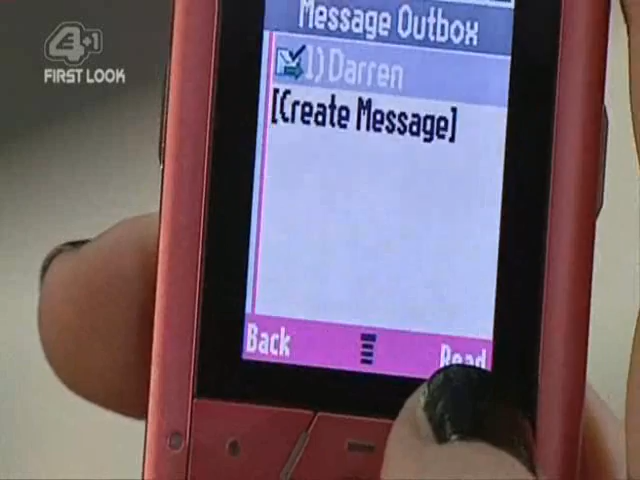 4+1
FIRST LOOK
Message Outbox
1) Darren
[Create Message]
Back
Read